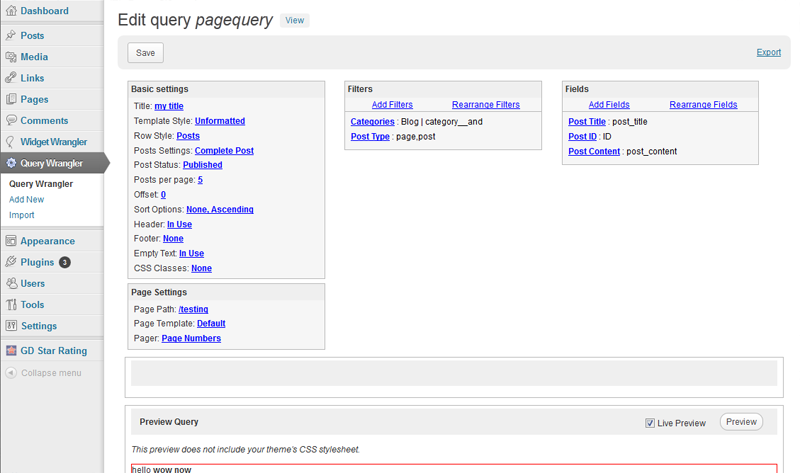 Dashboard
Posts
Media
Links
Pages
Comments
Widget Wrangler
Query Wrangler
Query Wrangler
Add New
Import
Appearance
Plugins 3
Users
Tools
Settings
GD Star Rating
Collapse menu
Edit query pagequery View
Save Export
Basic settings
Title: my title
Template Style: Unformatted
Row Style: Posts
Posts Settings: Complete Post
Post Status: Published
Posts per page: 5
Offset: 0
Sort Options: None, Ascending
Header: In Use
Footer: None
Empty Text: In Use
CSS Classes: None
Page Settings
Page Path: /testing
Page Template: Default
Pager: Page Numbers
Filters
Add Filters Rearrange Filters
Categories : Blog | category__and
Post Type : page,post
Fields
Add Fields Rearrange Fields
Post Title : post_title
Post ID : ID
Post Content : post_content
Preview Query Live Preview Preview
This preview does not include your theme's CSS stylesheet.
hello wow now